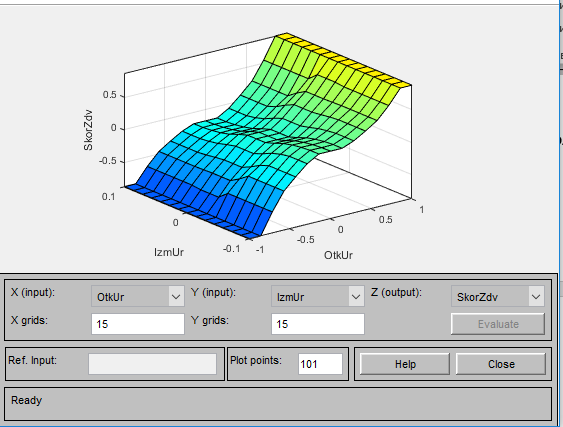 0.5
0
-0.5
SkorZdv
0.1
0
-0.1
IzmUr
-1
-0.5
0
0.5
1
OtkUr
X (input): OtkUr Y (input): IzmUr Z (output): SkorZdv
X grids: 15 Y grids: 15 Evaluate
Ref. Input: Plot points: 101 Help Close
Ready